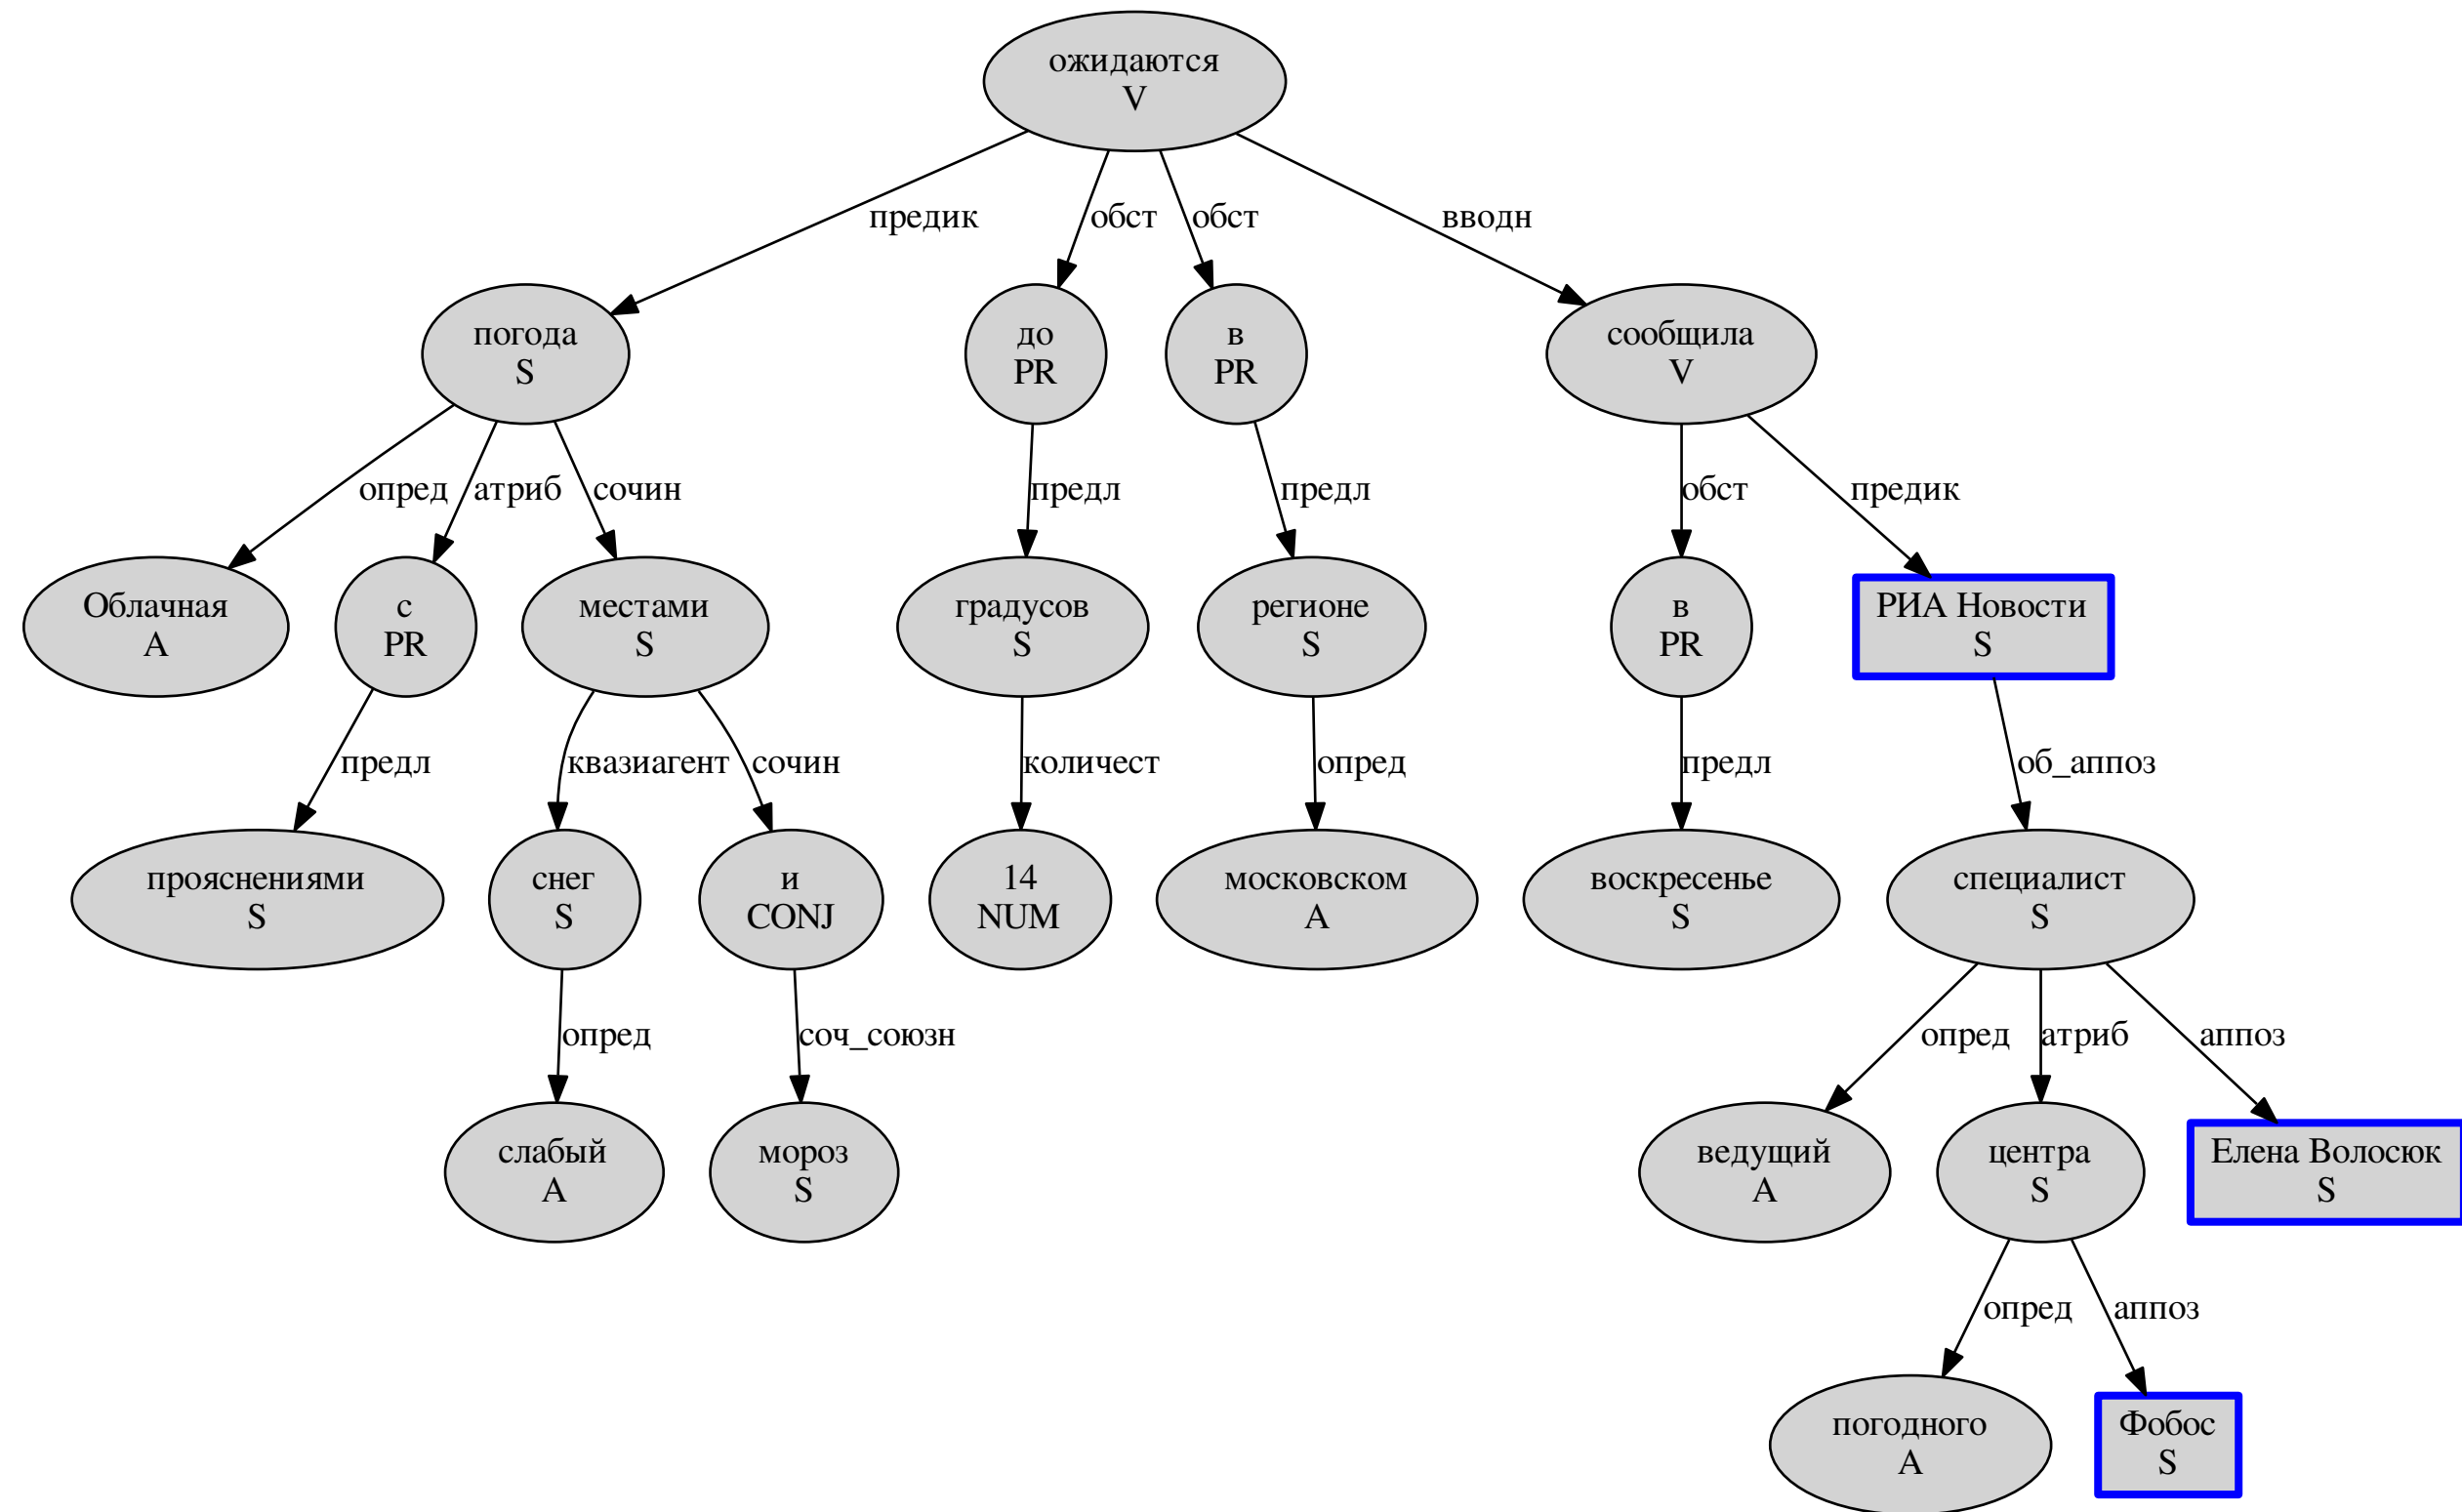 ожидаются
V
предик
обст
обст
вводн
погода
S
до
PR
в
PR
сообщила
V
опред
атриб
сочин
предл
предл
обст
предик
Облачная
A
с
PR
местами
S
градусов
S
регионе
S
в
PR
РИА Новости
S
предл
квазиагент
сочин
количест
опред
предл
об_аппоз
прояснениями
S
снег
S
и
CONJ
14
NUM
московском
A
воскресенье
S
специалист
S
опред
соч_союзн
опред
атриб
аппоз
слабый
A
мороз
S
ведущий
A
центра
S
Елена Волосюк
S
опред
аппоз
погодного
A
Фобос
S